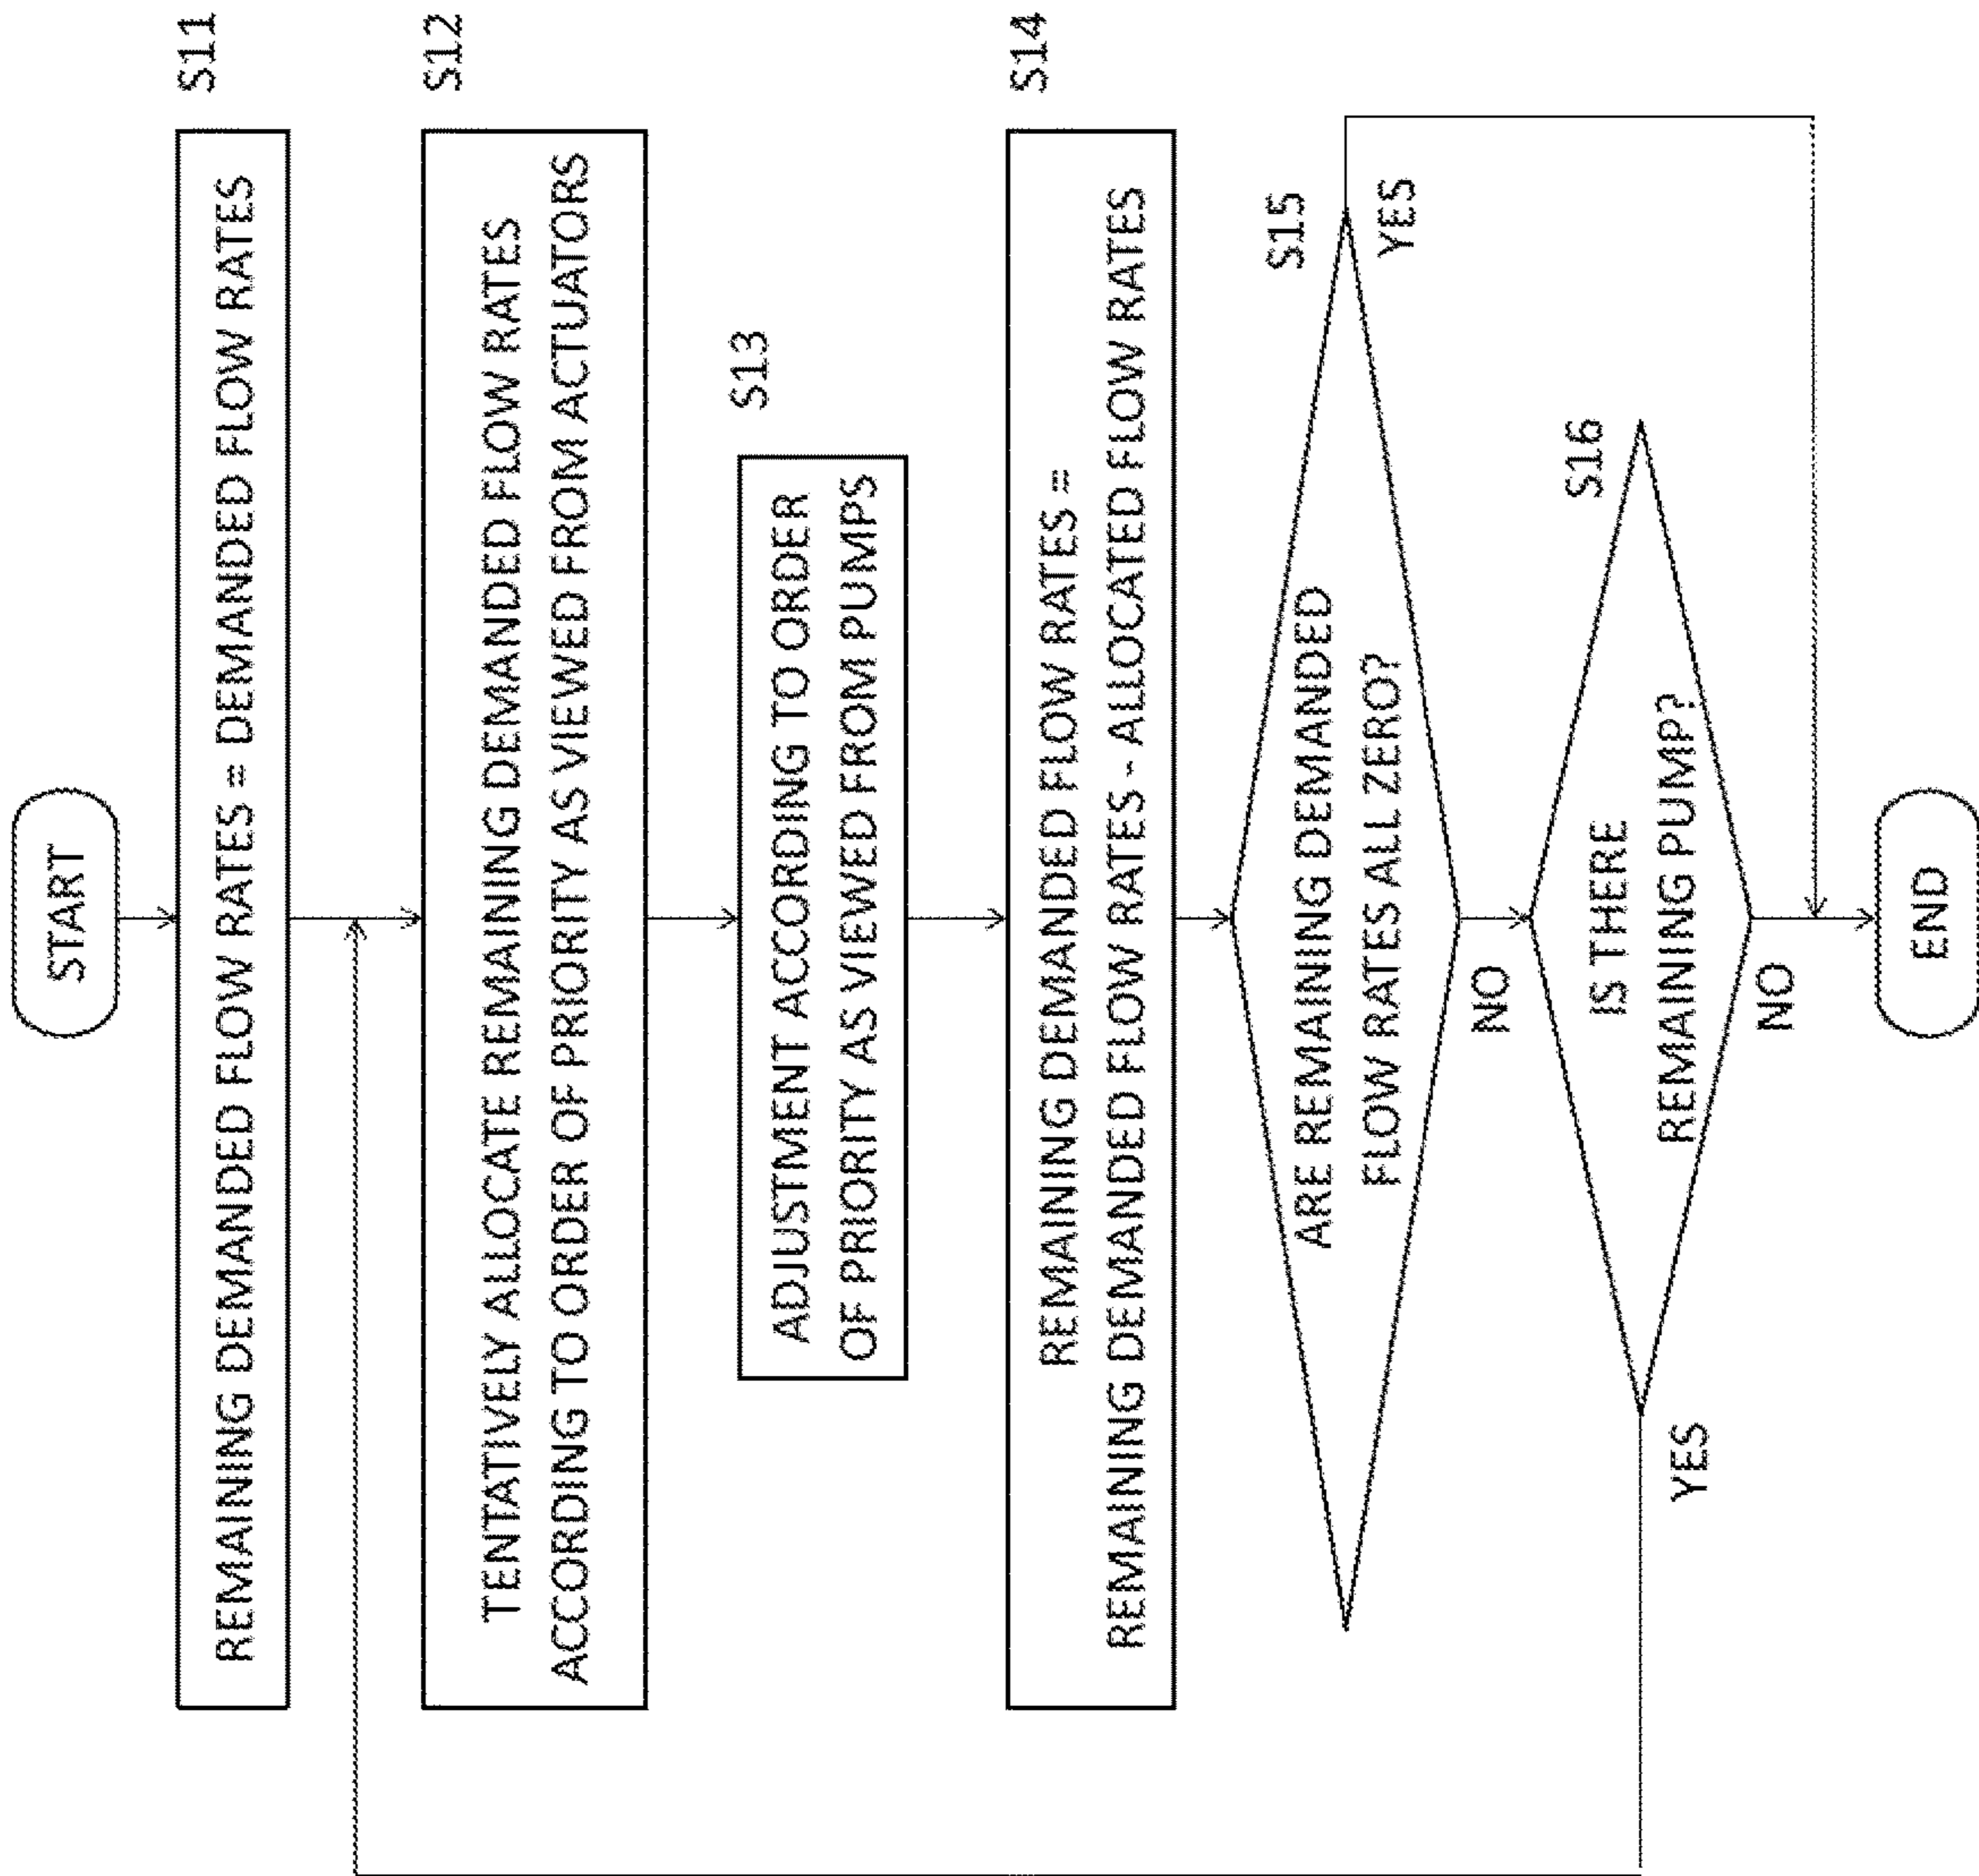 START
S11
REMAINING DEMANDED FLOW RATES = DEMANDED FLOW RATES
S12
TENTATIVELY ALLOCATE REMAINING DEMANDED FLOW RATES
ACCORDING TO ORDER OF PRIORITY AS VIEWED FROM ACTUATORS
S13
ADJUSTMENT ACCORDING TO ORDER
OF PRIORITY AS VIEWED FROM PUMPS
S14
REMAINING DEMANDED FLOW RATES =
REMAINING DEMANDED FLOW RATES - ALLOCATED FLOW RATES
S15
ARE REMAINING DEMANDED
FLOW RATES ALL ZERO?
YES
NO
S16
IS THERE
REMAINING PUMP?
YES
NO
END